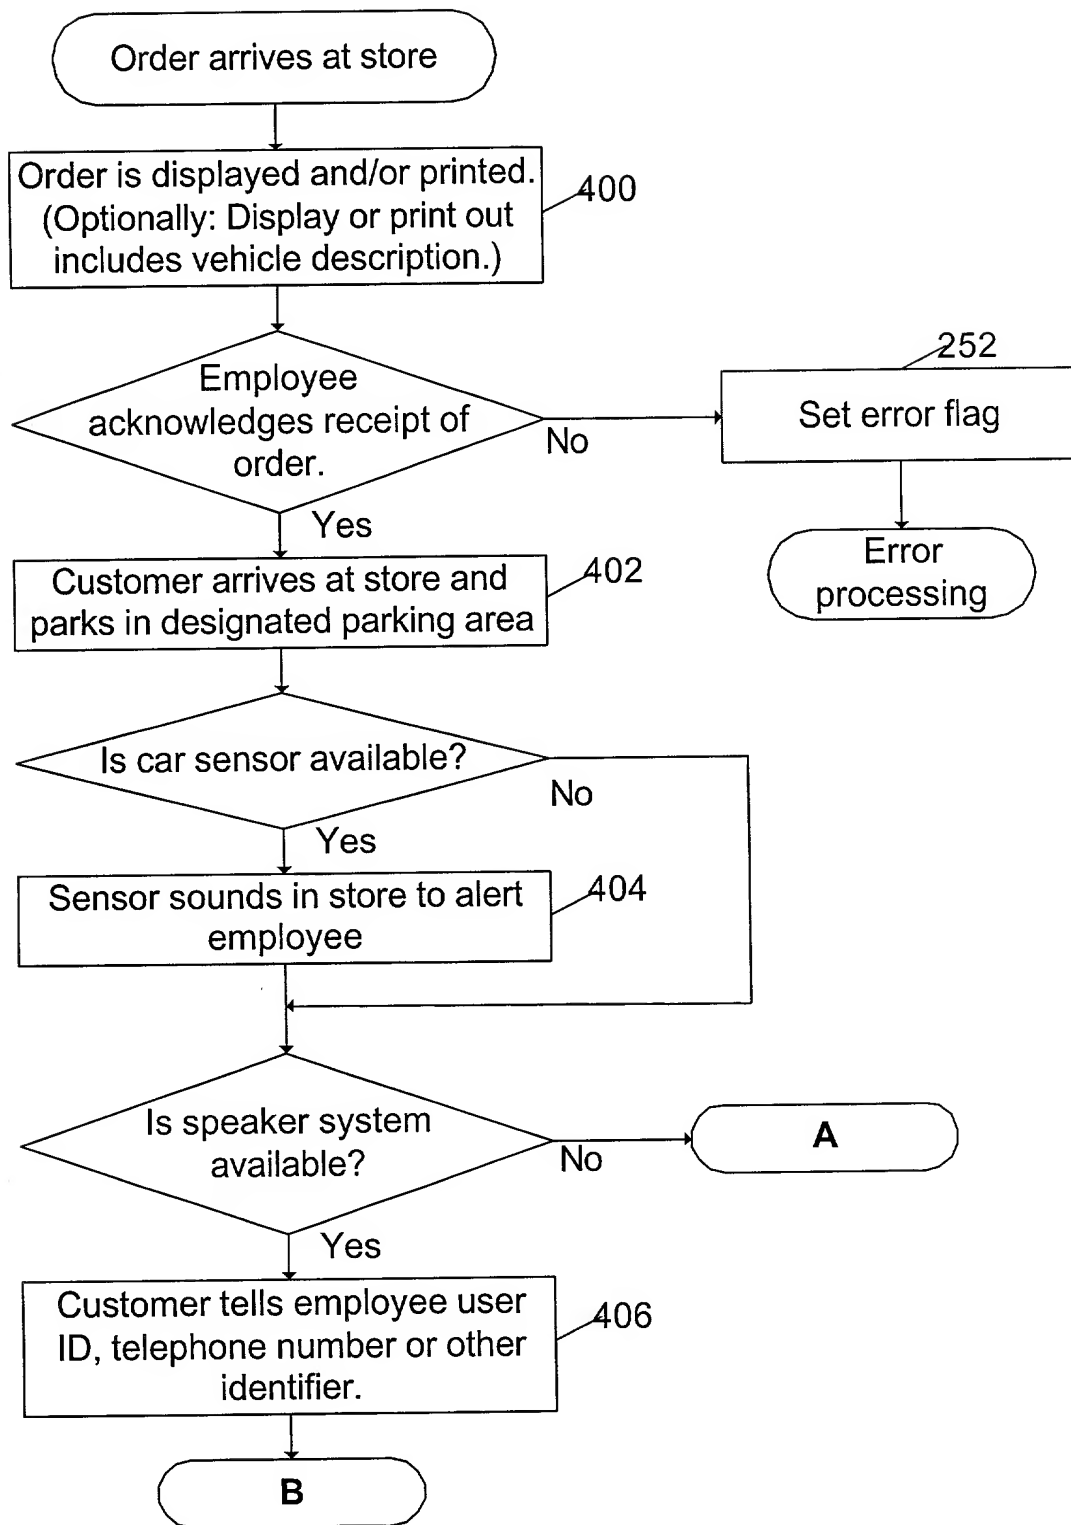 Order arrives at store
Order is displayed and/or printed.
(Optionally: Display or print out
includes vehicle description.)
400
Employee
acknowledges receipt of
order.
No
252
Set error flag
Error
processing
Yes
Customer arrives at store and
parks in designated parking area
402
Is car sensor available?
No
Yes
Sensor sounds in store to alert
employee
404
Is speaker system
available?
No
A
Yes
Customer tells employee user
ID, telephone number or other
identifier.
406
B